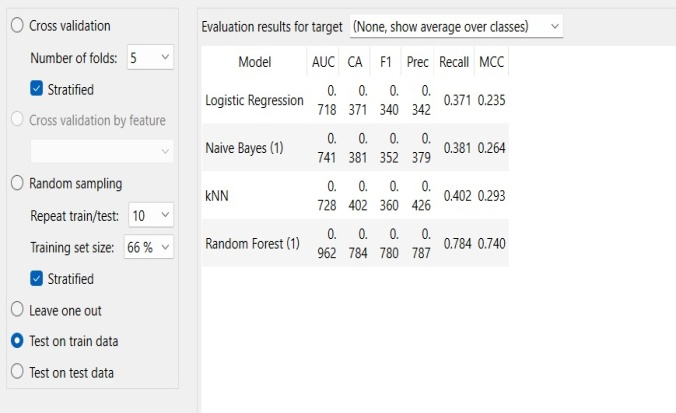 Cross validation
Number of folds: 5
Stratified
Cross validation by feature
Random sampling
Repeat train/test: 10
Training set size: 66 %
Stratified
Leave one out
Test on train data
Test on test data
Evaluation results for target (None, show average over classes)
Model AUC CA F1 Prec Recall MCC
Logistic Regression 0.718 0.371 0.340 0.342 0.371 0.235
Naive Bayes (1) 0.741 0.381 0.352 0.379 0.381 0.264
kNN 0.728 0.402 0.360 0.426 0.402 0.293
Random Forest (1) 0.962 0.784 0.780 0.787 0.784 0.740